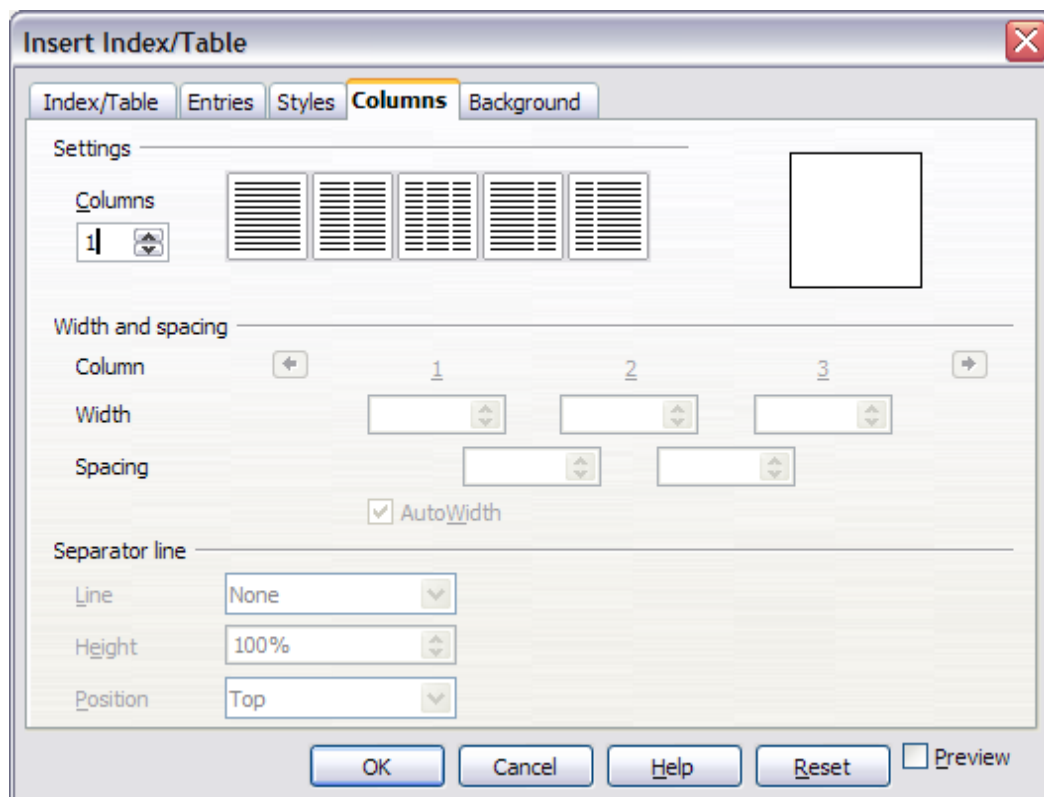 Insert Index/Table
Index/Table Entries Styles Columns Background
Settings
Columns
1
Width and spacing
Column 1 2 3
Width
Spacing
AutoWidth
Separator line
Line None
Height 100%
Position Top
OK Cancel Help Reset Preview